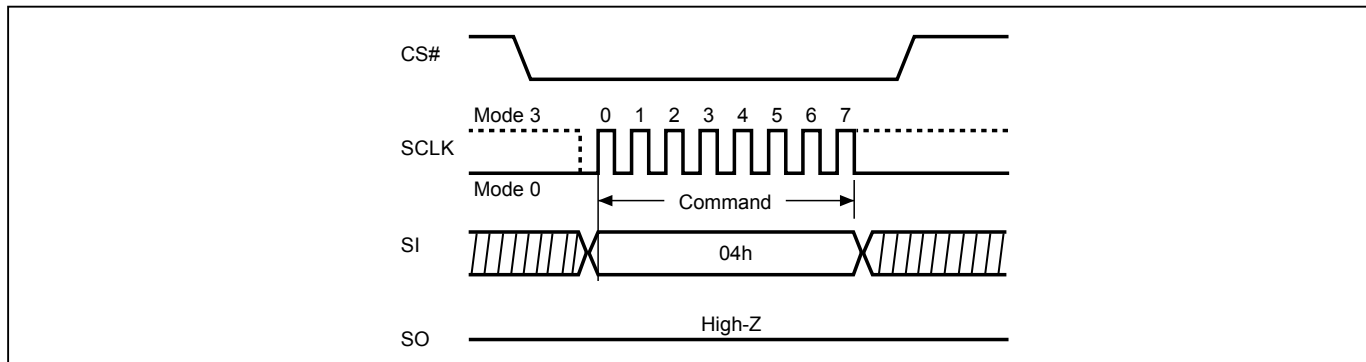 CS#
Mode 3
0 1 2 3 4 5 6 7
SCLK
Mode 0
Command
SI
04h
High-Z
SO